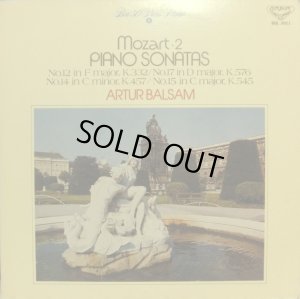 Mozart·2
PIANO SONATAS
No.12 in F major, K.332/No.17 in D major, K.576
No.14 in C minor, K.457/No.15 in C major, K.545
ARTUR BALSAM
SOLD OUT